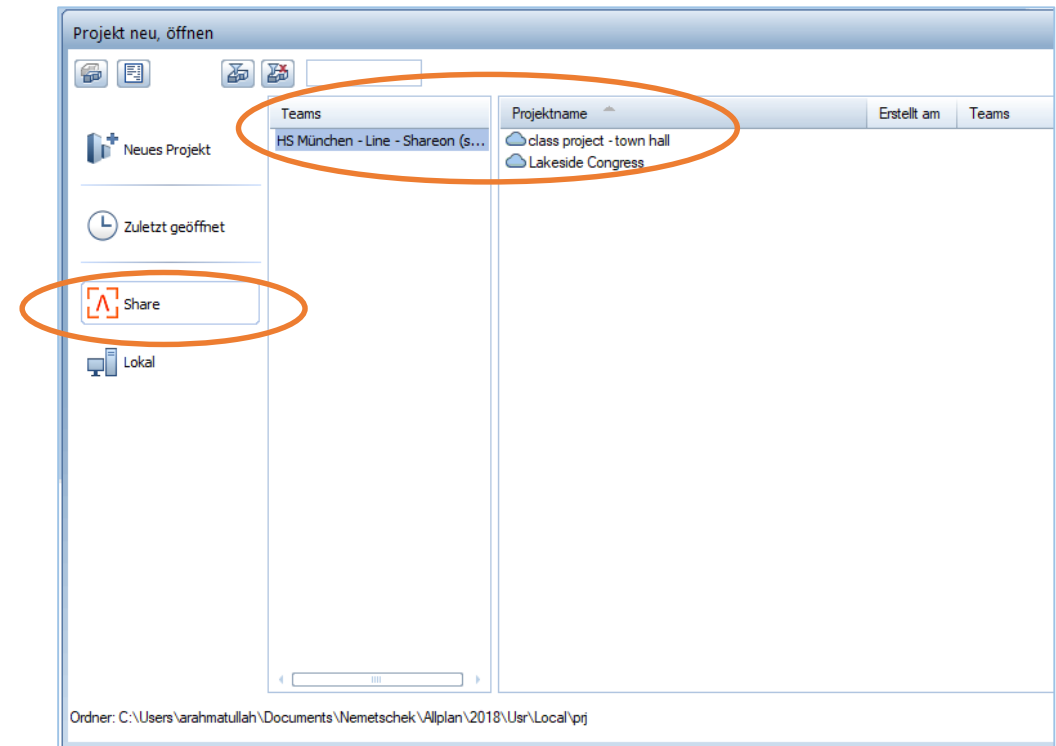 Projekt neu, öffnen
Teams
Projektname
Erstellt am
Teams
HS München - Line - Shareon (s...
class project - town hall
Lakeside Congress
Neues Projekt
Zuletzt geöffnet
Share
Lokal
Ordner: C:\Users\arahmatullah\Documents\Nemetschek\Allplan\2018\Usr\Local\prj